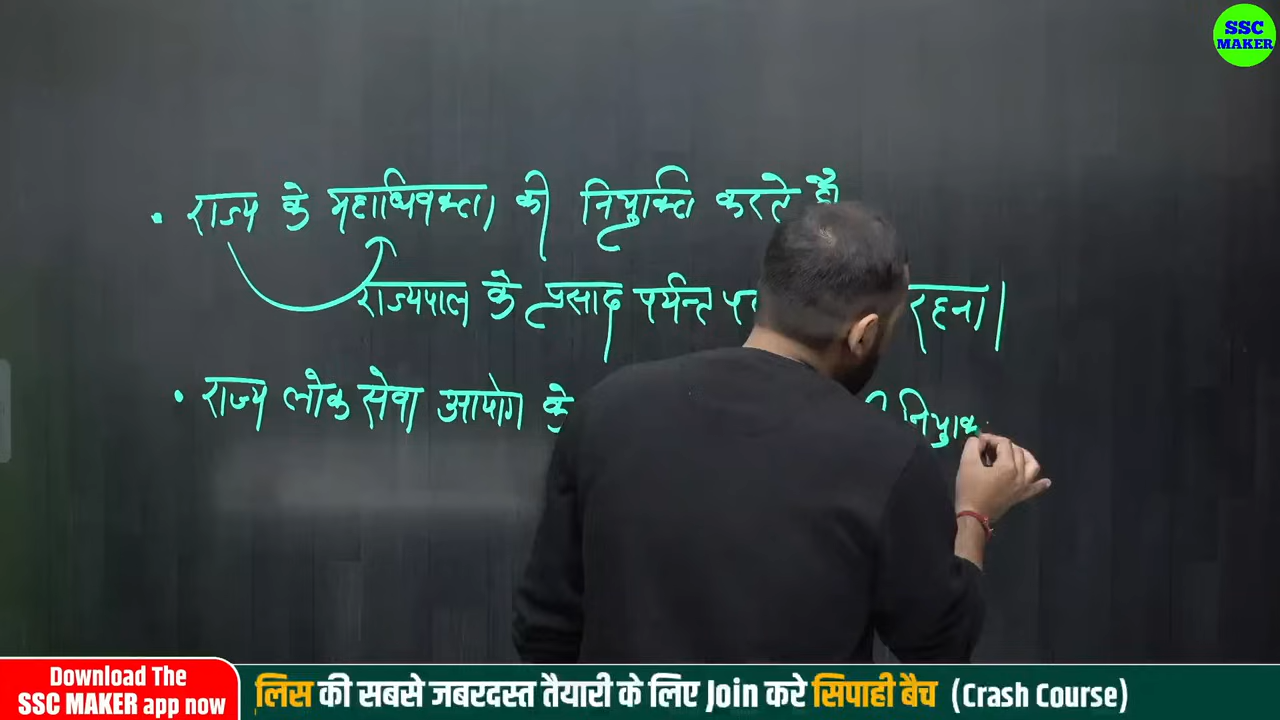 SSC
MAKER
• राज्य के महाधिवक्ता की नियुक्ति करते है
राज्यपाल के प्रसाद पर्यन्त रहना।
• राज्य लोक सेवा आयोग के
Download The
SSC MAKER app now
लिस की सबसे जबरदस्त तैयारी के लिए Join करे सिपाही बैच (Crash Course)